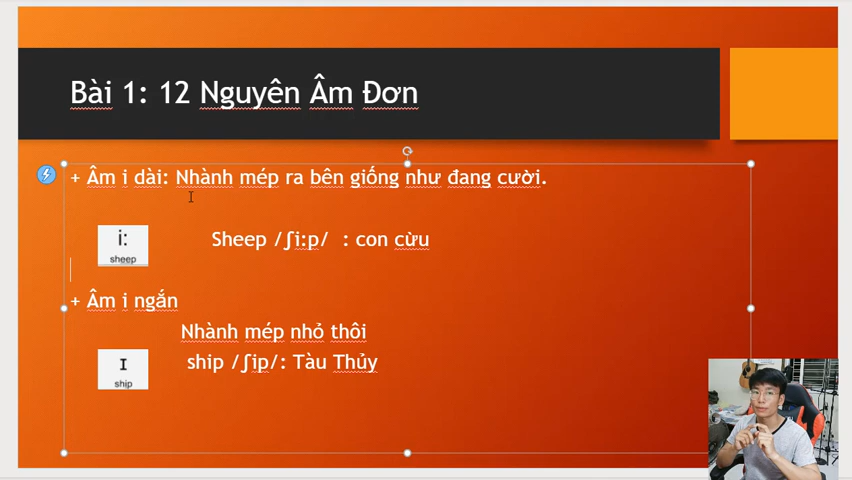 Bài 1: 12 Nguyên Âm Đơn
+ Âm i dài: Nhành mép ra bên giống như đang cười.
i:
sheep
Sheep /ʃi:p/ : con cừu
+ Âm i ngắn
Nhành mép nhỏ thôi
ɪ
ship
ship /ʃip/: Tàu Thủy